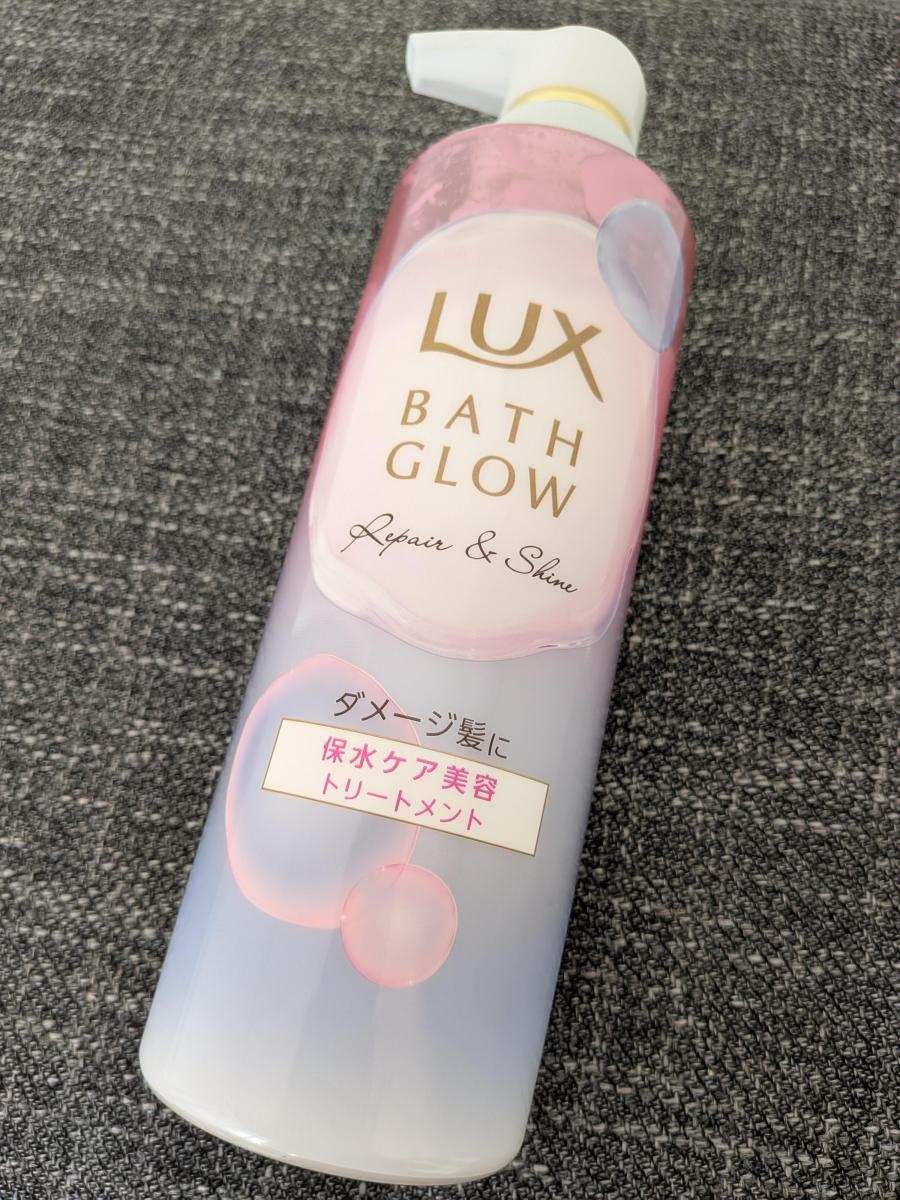 LUX
BATH
GLOW
Repair & Shine
ダメージ髪に
保水ケア美容
トリートメント